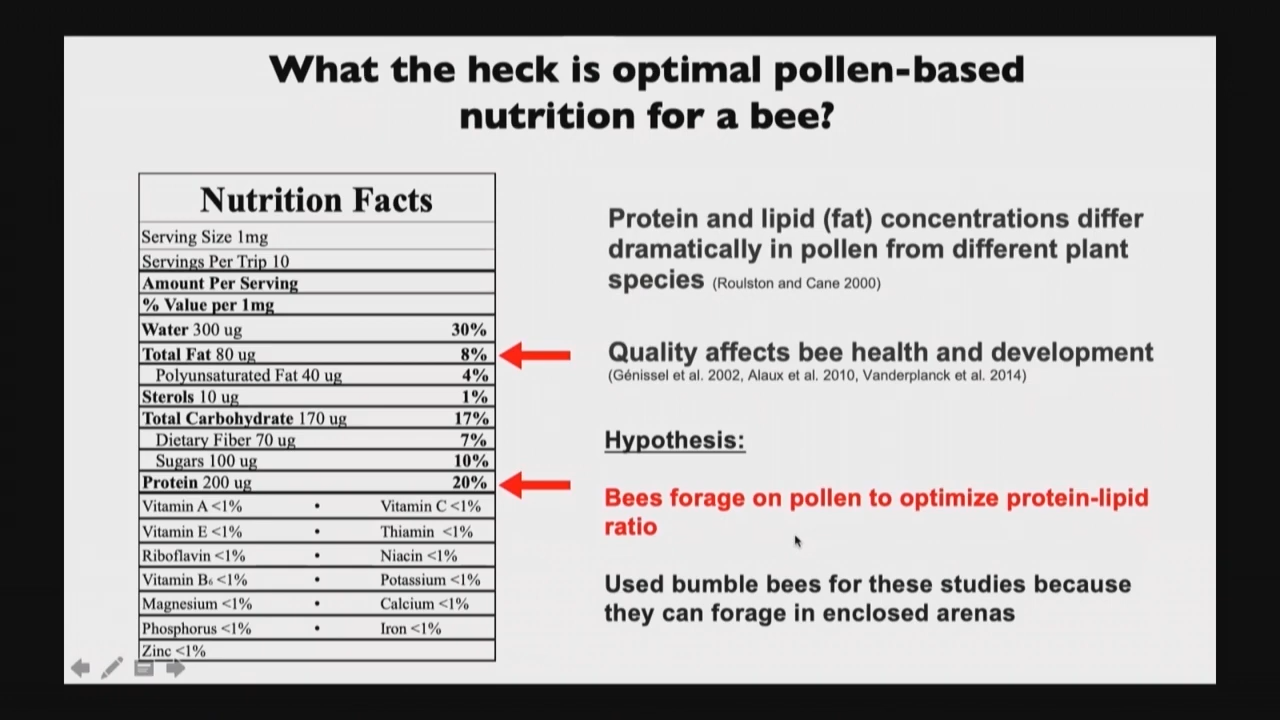 What the heck is optimal pollen-based
nutrition for a bee?
Nutrition Facts
Serving Size 1mg
Servings Per Trip 10
Amount Per Serving
% Value per 1mg
Water 300 ug 30%
Total Fat 80 ug 8%
Polyunsaturated Fat 40 ug 4%
Sterols 10 ug 1%
Total Carbohydrate 170 ug 17%
Dietary Fiber 70 ug 7%
Sugars 100 ug 10%
Protein 200 ug 20%
Vitamin A <1% • Vitamin C <1%
Vitamin E <1% • Thiamin <1%
Riboflavin <1% • Niacin <1%
Vitamin B₆ <1% • Potassium <1%
Magnesium <1% • Calcium <1%
Phosphorus <1% • Iron <1%
Zinc <1%
Protein and lipid (fat) concentrations differ
dramatically in pollen from different plant
species (Roulston and Cane 2000)
Quality affects bee health and development
(Génissel et al. 2002, Alaux et al. 2010, Vanderplanck et al. 2014)
Hypothesis:
Bees forage on pollen to optimize protein-lipid
ratio
Used bumble bees for these studies because
they can forage in enclosed arenas